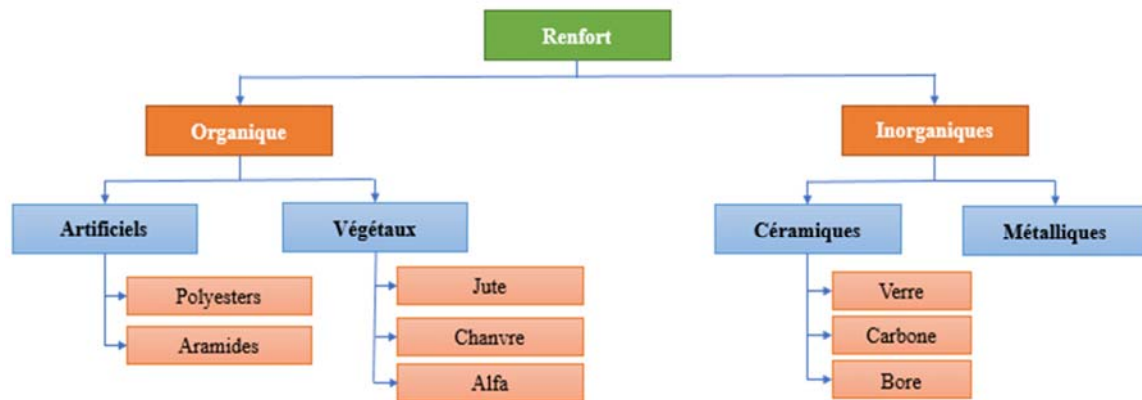 Renfort
Organique
Inorganiques
Artificiels
Végétaux
Céramiques
Métalliques
Polyesters
Aramides
Jute
Chanvre
Alfa
Verre
Carbone
Bore